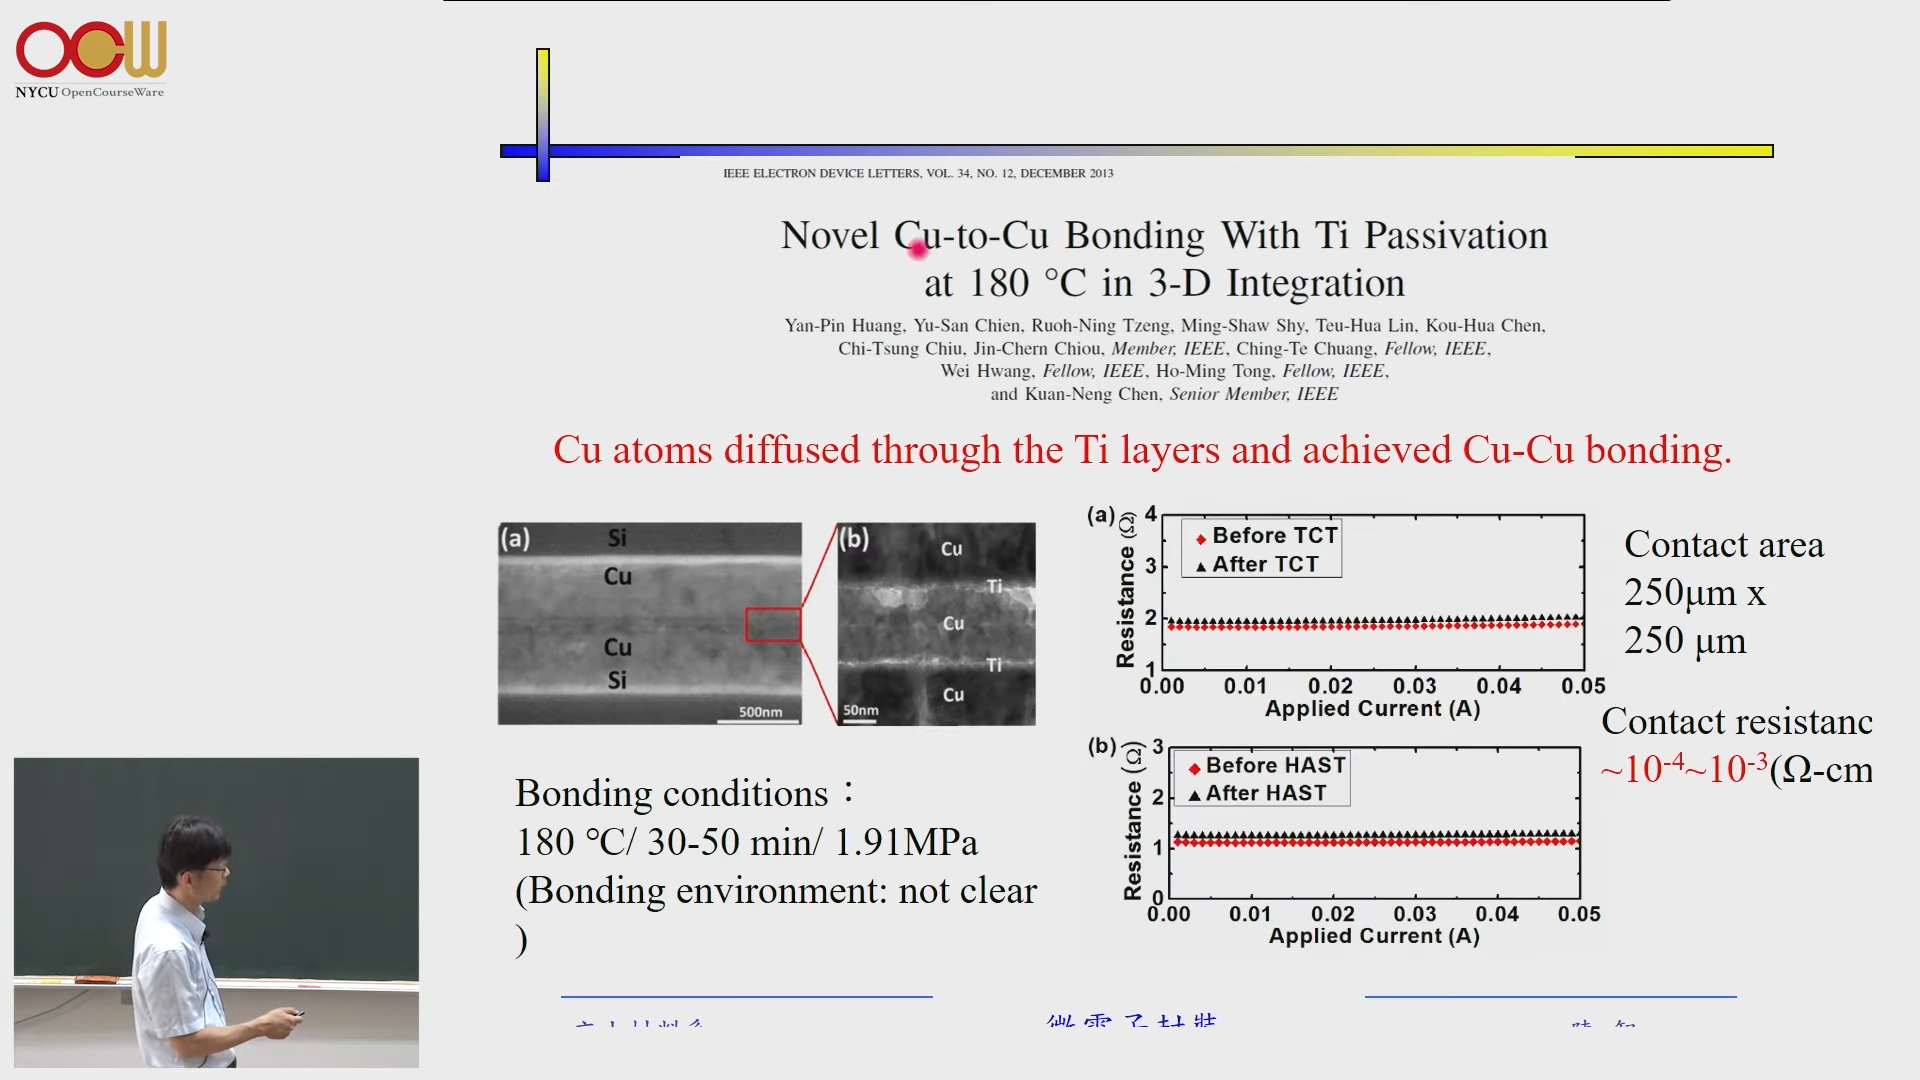 NYCU OpenCourseWare
IEEE ELECTRON DEVICE LETTERS, VOL. 34, NO. 12, DECEMBER 2013
Novel Cu-to-Cu Bonding With Ti Passivation
at 180 °C in 3-D Integration
Yan-Pin Huang, Yu-San Chien, Ruoh-Ning Tzeng, Ming-Shaw Shy, Teu-Hua Lin, Kou-Hua Chen,
Chi-Tsung Chiu, Jin-Chern Chiou, Member, IEEE, Ching-Te Chuang, Fellow, IEEE,
Wei Hwang, Fellow, IEEE, Ho-Ming Tong, Fellow, IEEE,
and Kuan-Neng Chen, Senior Member, IEEE
Cu atoms diffused through the Ti layers and achieved Cu-Cu bonding.
(a)
Si
Cu
Cu
Si
500nm
(b)
Cu
Ti
Cu
Ti
Cu
50nm
Bonding conditions：
180 ℃/ 30-50 min/ 1.91MPa
(Bonding environment: not clear
)
(a)
Resistance (Ω)
4
3
2
1
Before TCT
After TCT
0.00 0.01 0.02 0.03 0.04 0.05
Applied Current (A)
(b)
Resistance (Ω)
3
2
1
0
Before HAST
After HAST
0.00 0.01 0.02 0.03 0.04 0.05
Applied Current (A)
Contact area
250μm x
250 μm
Contact resistanc
~10-4~10-3(Ω-cm
微電子封裝